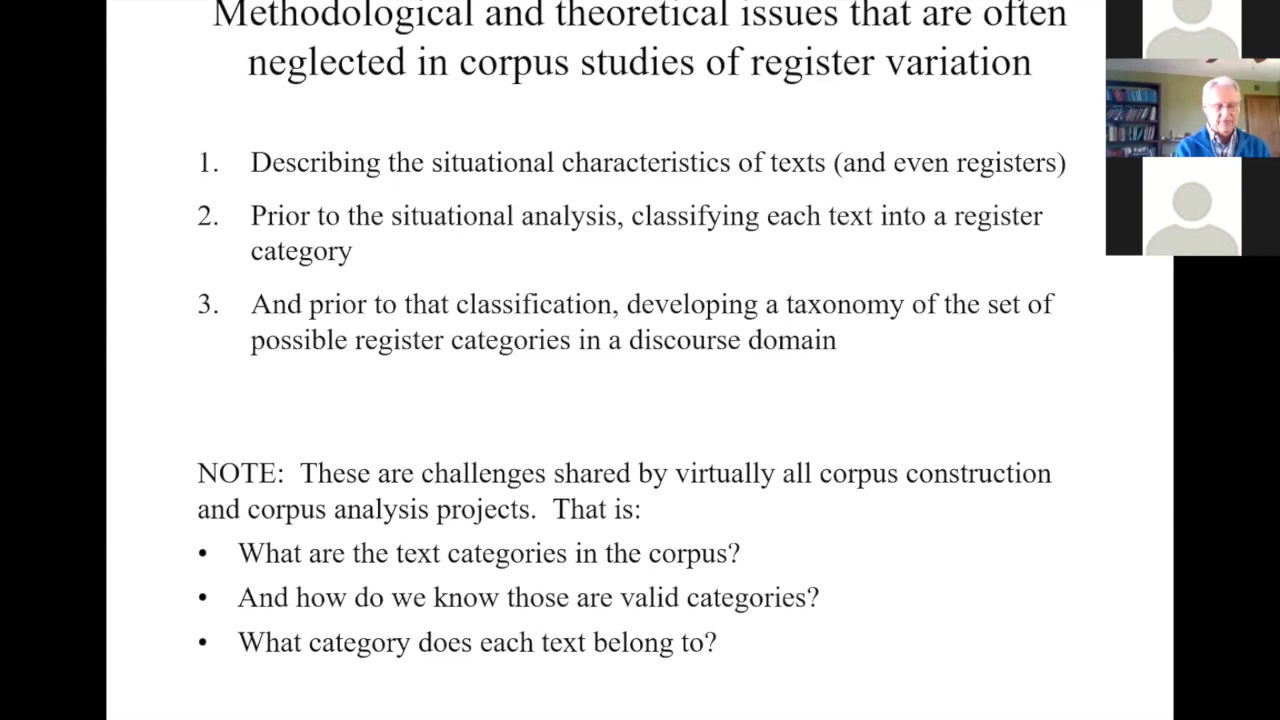 Methodological and theoretical issues that are often
neglected in corpus studies of register variation
1. Describing the situational characteristics of texts (and even registers)
2. Prior to the situational analysis, classifying each text into a register
category
3. And prior to that classification, developing a taxonomy of the set of
possible register categories in a discourse domain
NOTE: These are challenges shared by virtually all corpus construction
and corpus analysis projects. That is:
• What are the text categories in the corpus?
• And how do we know those are valid categories?
• What category does each text belong to?